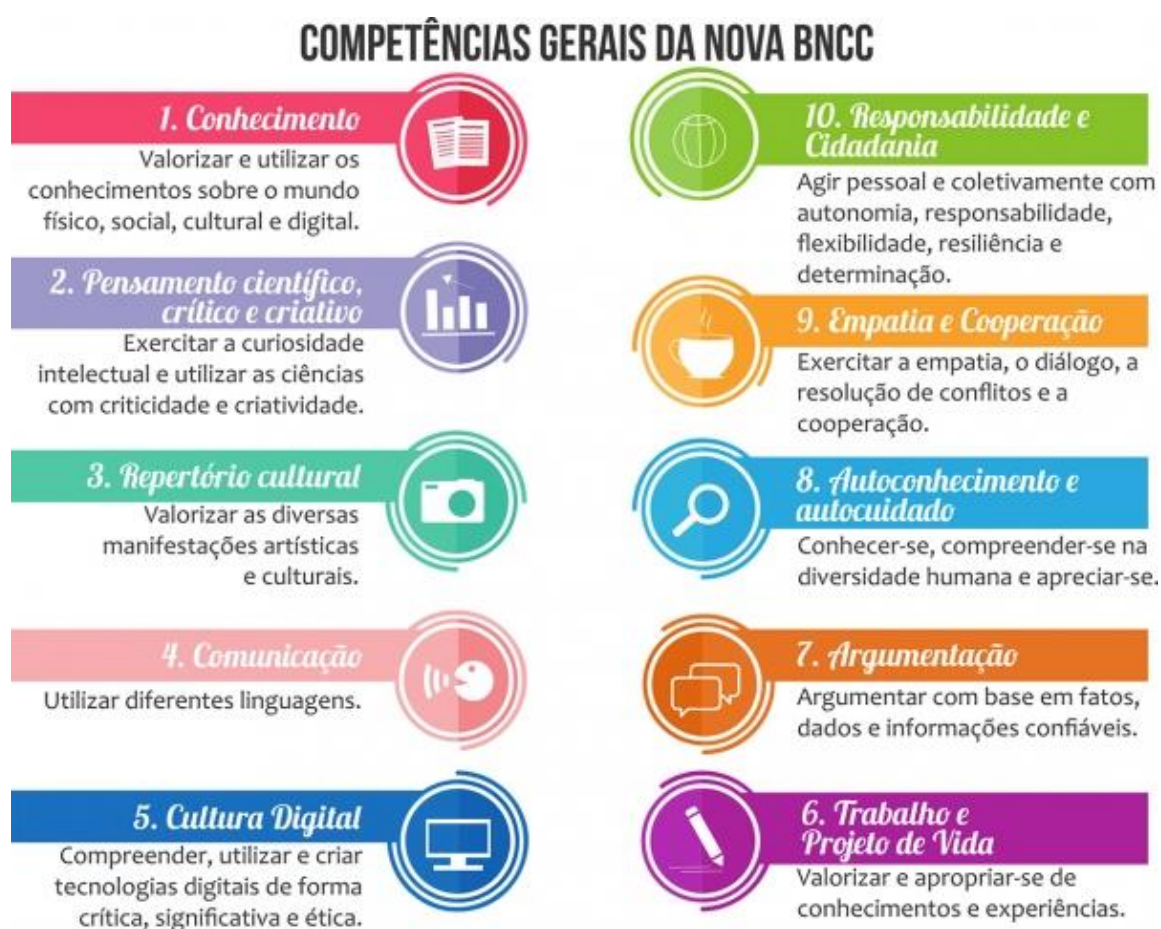 COMPETÊNCIAS GERAIS DA NOVA BNCC
1. Conhecimento
Valorizar e utilizar os
conhecimentos sobre o mundo
físico, social, cultural e digital.
2. Pensamento científico,
crítico e criativo
Exercitar a curiosidade
intelectual e utilizar as ciências
com criticidade e criatividade.
3. Repertório cultural
Valorizar as diversas
manifestações artísticas
e culturais.
4. Comunicação
Utilizar diferentes linguagens.
5. Cultura Digital
Compreender, utilizar e criar
tecnologias digitais de forma
crítica, significativa e ética.
10. Responsabilidade e
Cidadania
Agir pessoal e coletivamente com
autonomia, responsabilidade,
flexibilidade, resiliência e
determinação.
9. Empatia e Cooperação
Exercitar a empatia, o diálogo, a
resolução de conflitos e a
cooperação.
8. Autoconhecimento e
autocuidado
Conhecer-se, compreender-se na
diversidade humana e apreciar-se.
7. Argumentação
Argumentar com base em fatos,
dados e informações confiáveis.
6. Trabalho e
Projeto de Vida
Valorizar e apropriar-se de
conhecimentos e experiências.